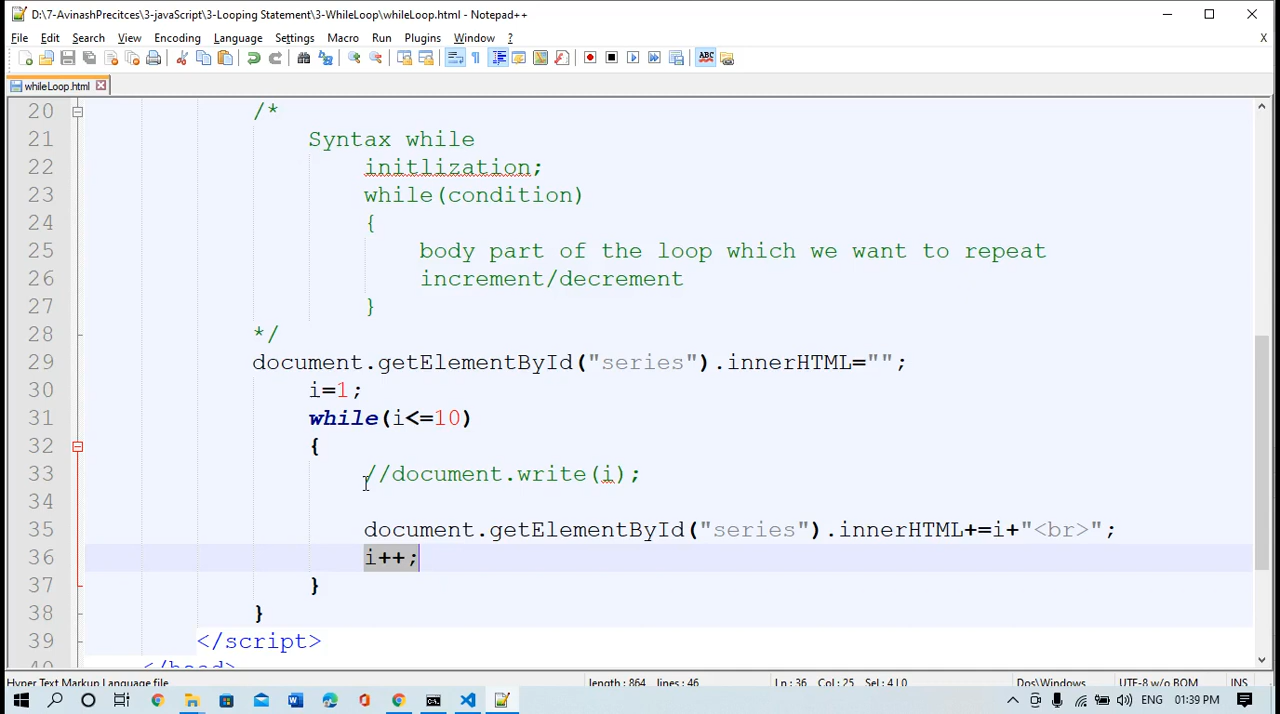 D:\7-AvinashPrecitces\3-javaScript\3-Looping Statement\3-WhileLoop\whileLoop.html - Notepad++
File Edit Search View Encoding Language Settings Macro Run Plugins Window ? X
ABC
whileLoop.html
20 /*
21 Syntax while
22 initlization;
23 while(condition)
24 {
25 body part of the loop which we want to repeat
26 increment/decrement
27 }
28 */
29 document.getElementById("series").innerHTML="";
30 i=1;
31 while(i<=10)
32 {
33 //document.write(i);
34
35 document.getElementById("series").innerHTML+=i+"<br>";
36 i++;
37 }
38 }
39 </script>
40 </head>
Hyper Text Markup Language file length : 864 lines : 46 Ln : 36 Col : 25 Sel : 4 | 0 Dos\Windows UTF-8 w/o BOM INS
ENG 01:39 PM